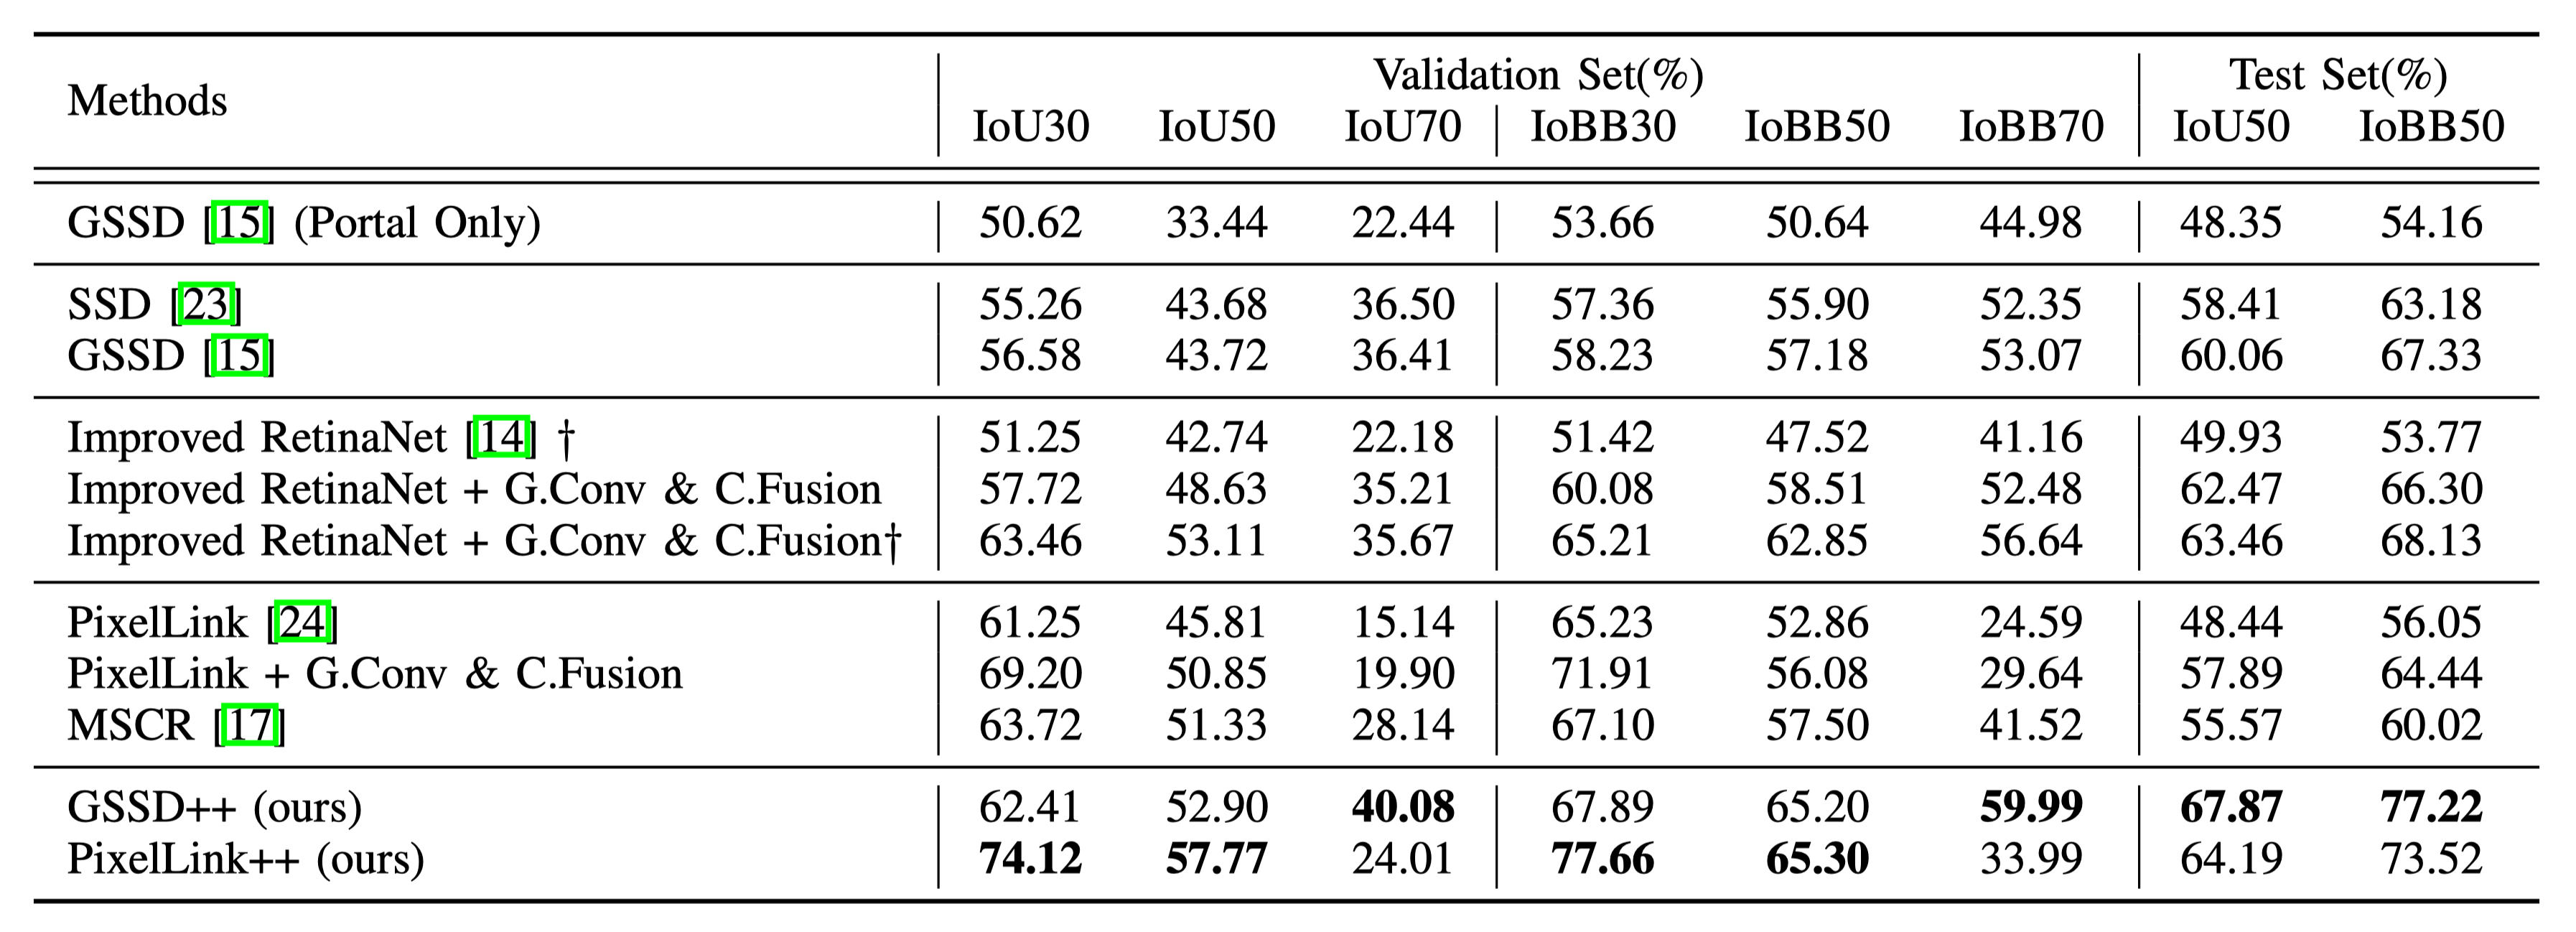 Methods Validation Set(%) Test Set(%)
IoU30 IoU50 IoU70 IoBB30 IoBB50 IoBB70 IoU50 IoBB50
GSSD [15] (Portal Only) 50.62 33.44 22.44 53.66 50.64 44.98 48.35 54.16
SSD [23] 55.26 43.68 36.50 57.36 55.90 52.35 58.41 63.18
GSSD [15] 56.58 43.72 36.41 58.23 57.18 53.07 60.06 67.33
Improved RetinaNet [14] † 51.25 42.74 22.18 51.42 47.52 41.16 49.93 53.77
Improved RetinaNet + G.Conv & C.Fusion 57.72 48.63 35.21 60.08 58.51 52.48 62.47 66.30
Improved RetinaNet + G.Conv & C.Fusion† 63.46 53.11 35.67 65.21 62.85 56.64 63.46 68.13
PixelLink [24] 61.25 45.81 15.14 65.23 52.86 24.59 48.44 56.05
PixelLink + G.Conv & C.Fusion 69.20 50.85 19.90 71.91 56.08 29.64 57.89 64.44
MSCR [17] 63.72 51.33 28.14 67.10 57.50 41.52 55.57 60.02
GSSD++ (ours) 62.41 52.90 40.08 67.89 65.20 59.99 67.87 77.22
PixelLink++ (ours) 74.12 57.77 24.01 77.66 65.30 33.99 64.19 73.52